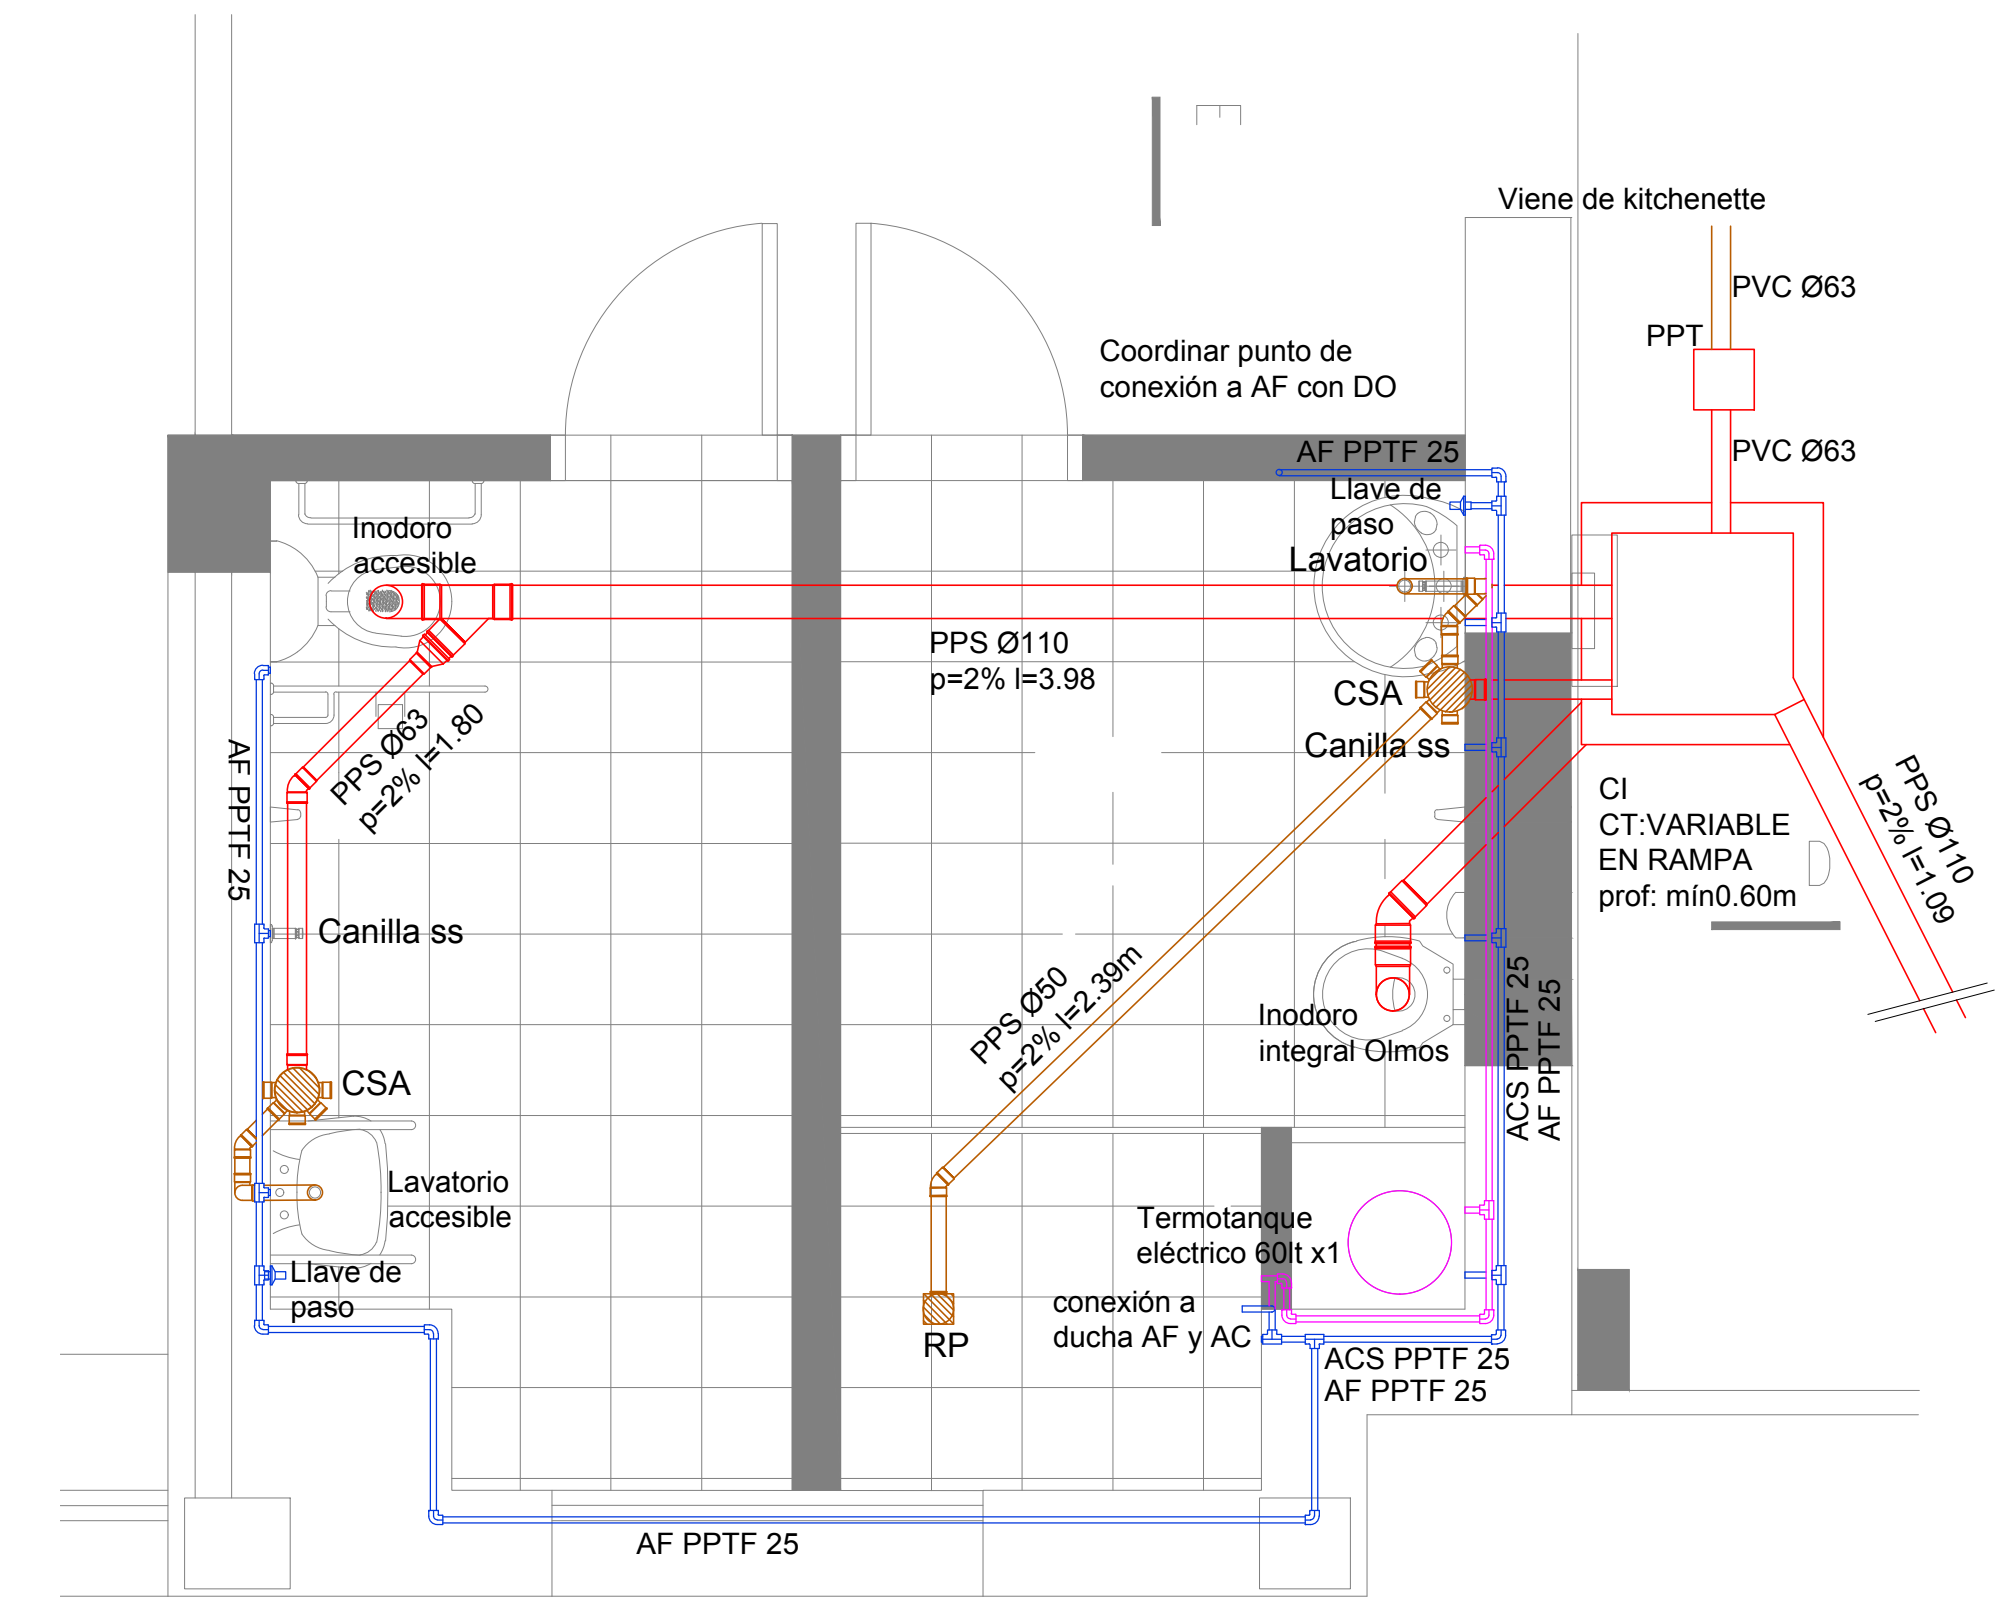 Viene de kitchenette
PVC Ø63
PPT
Coordinar punto de
conexión a AF con DO
PVC Ø63
AF PPTF 25
Llave de
paso
Lavatorio
Inodoro
accesible
PPS Ø110
p=2% l=3.98
CSA
Canilla ss
PPS Ø63
p=2% l=1.80
AF PPTF 25
PPS Ø110
p=2% l=1.09
CI
CT:VARIABLE
EN RAMPA
prof: mín0.60m
Canilla ss
PPS Ø50
p=2% l=2.39m
Inodoro
integral Olmos
ACS PPTF 25
AF PPTF 25
CSA
Lavatorio
accesible
Termotanque
eléctrico 60lt x1
Llave de
paso
conexión a
ducha AF y AC
RP
ACS PPTF 25
AF PPTF 25
AF PPTF 25